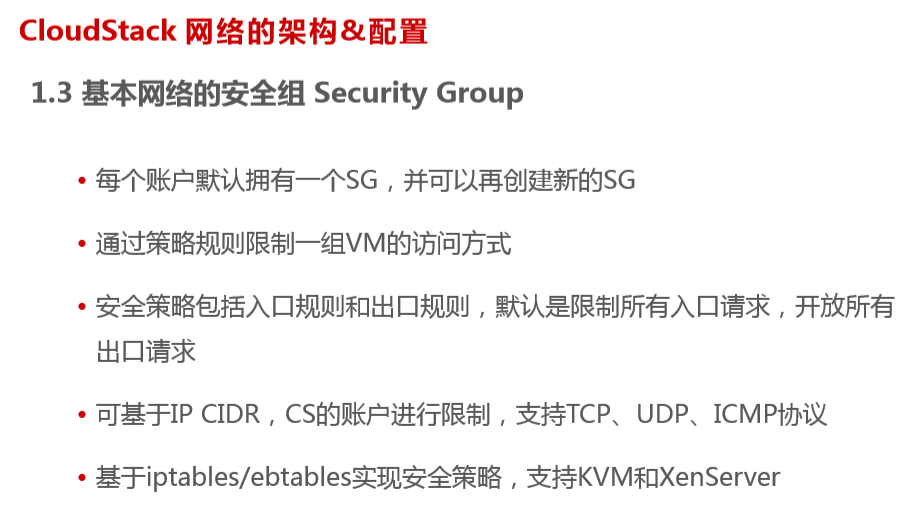 CloudStack 网络的架构&配置
1.3 基本网络的安全组 Security Group
• 每个账户默认拥有一个SG，并可以再创建新的SG
• 通过策略规则限制一组VM的访问方式
• 安全策略包括入口规则和出口规则，默认是限制所有入口请求，开放所有
出口请求
• 可基于IP CIDR，CS的账户进行限制，支持TCP、UDP、ICMP协议
• 基于iptables/ebtables实现安全策略，支持KVM和XenServer